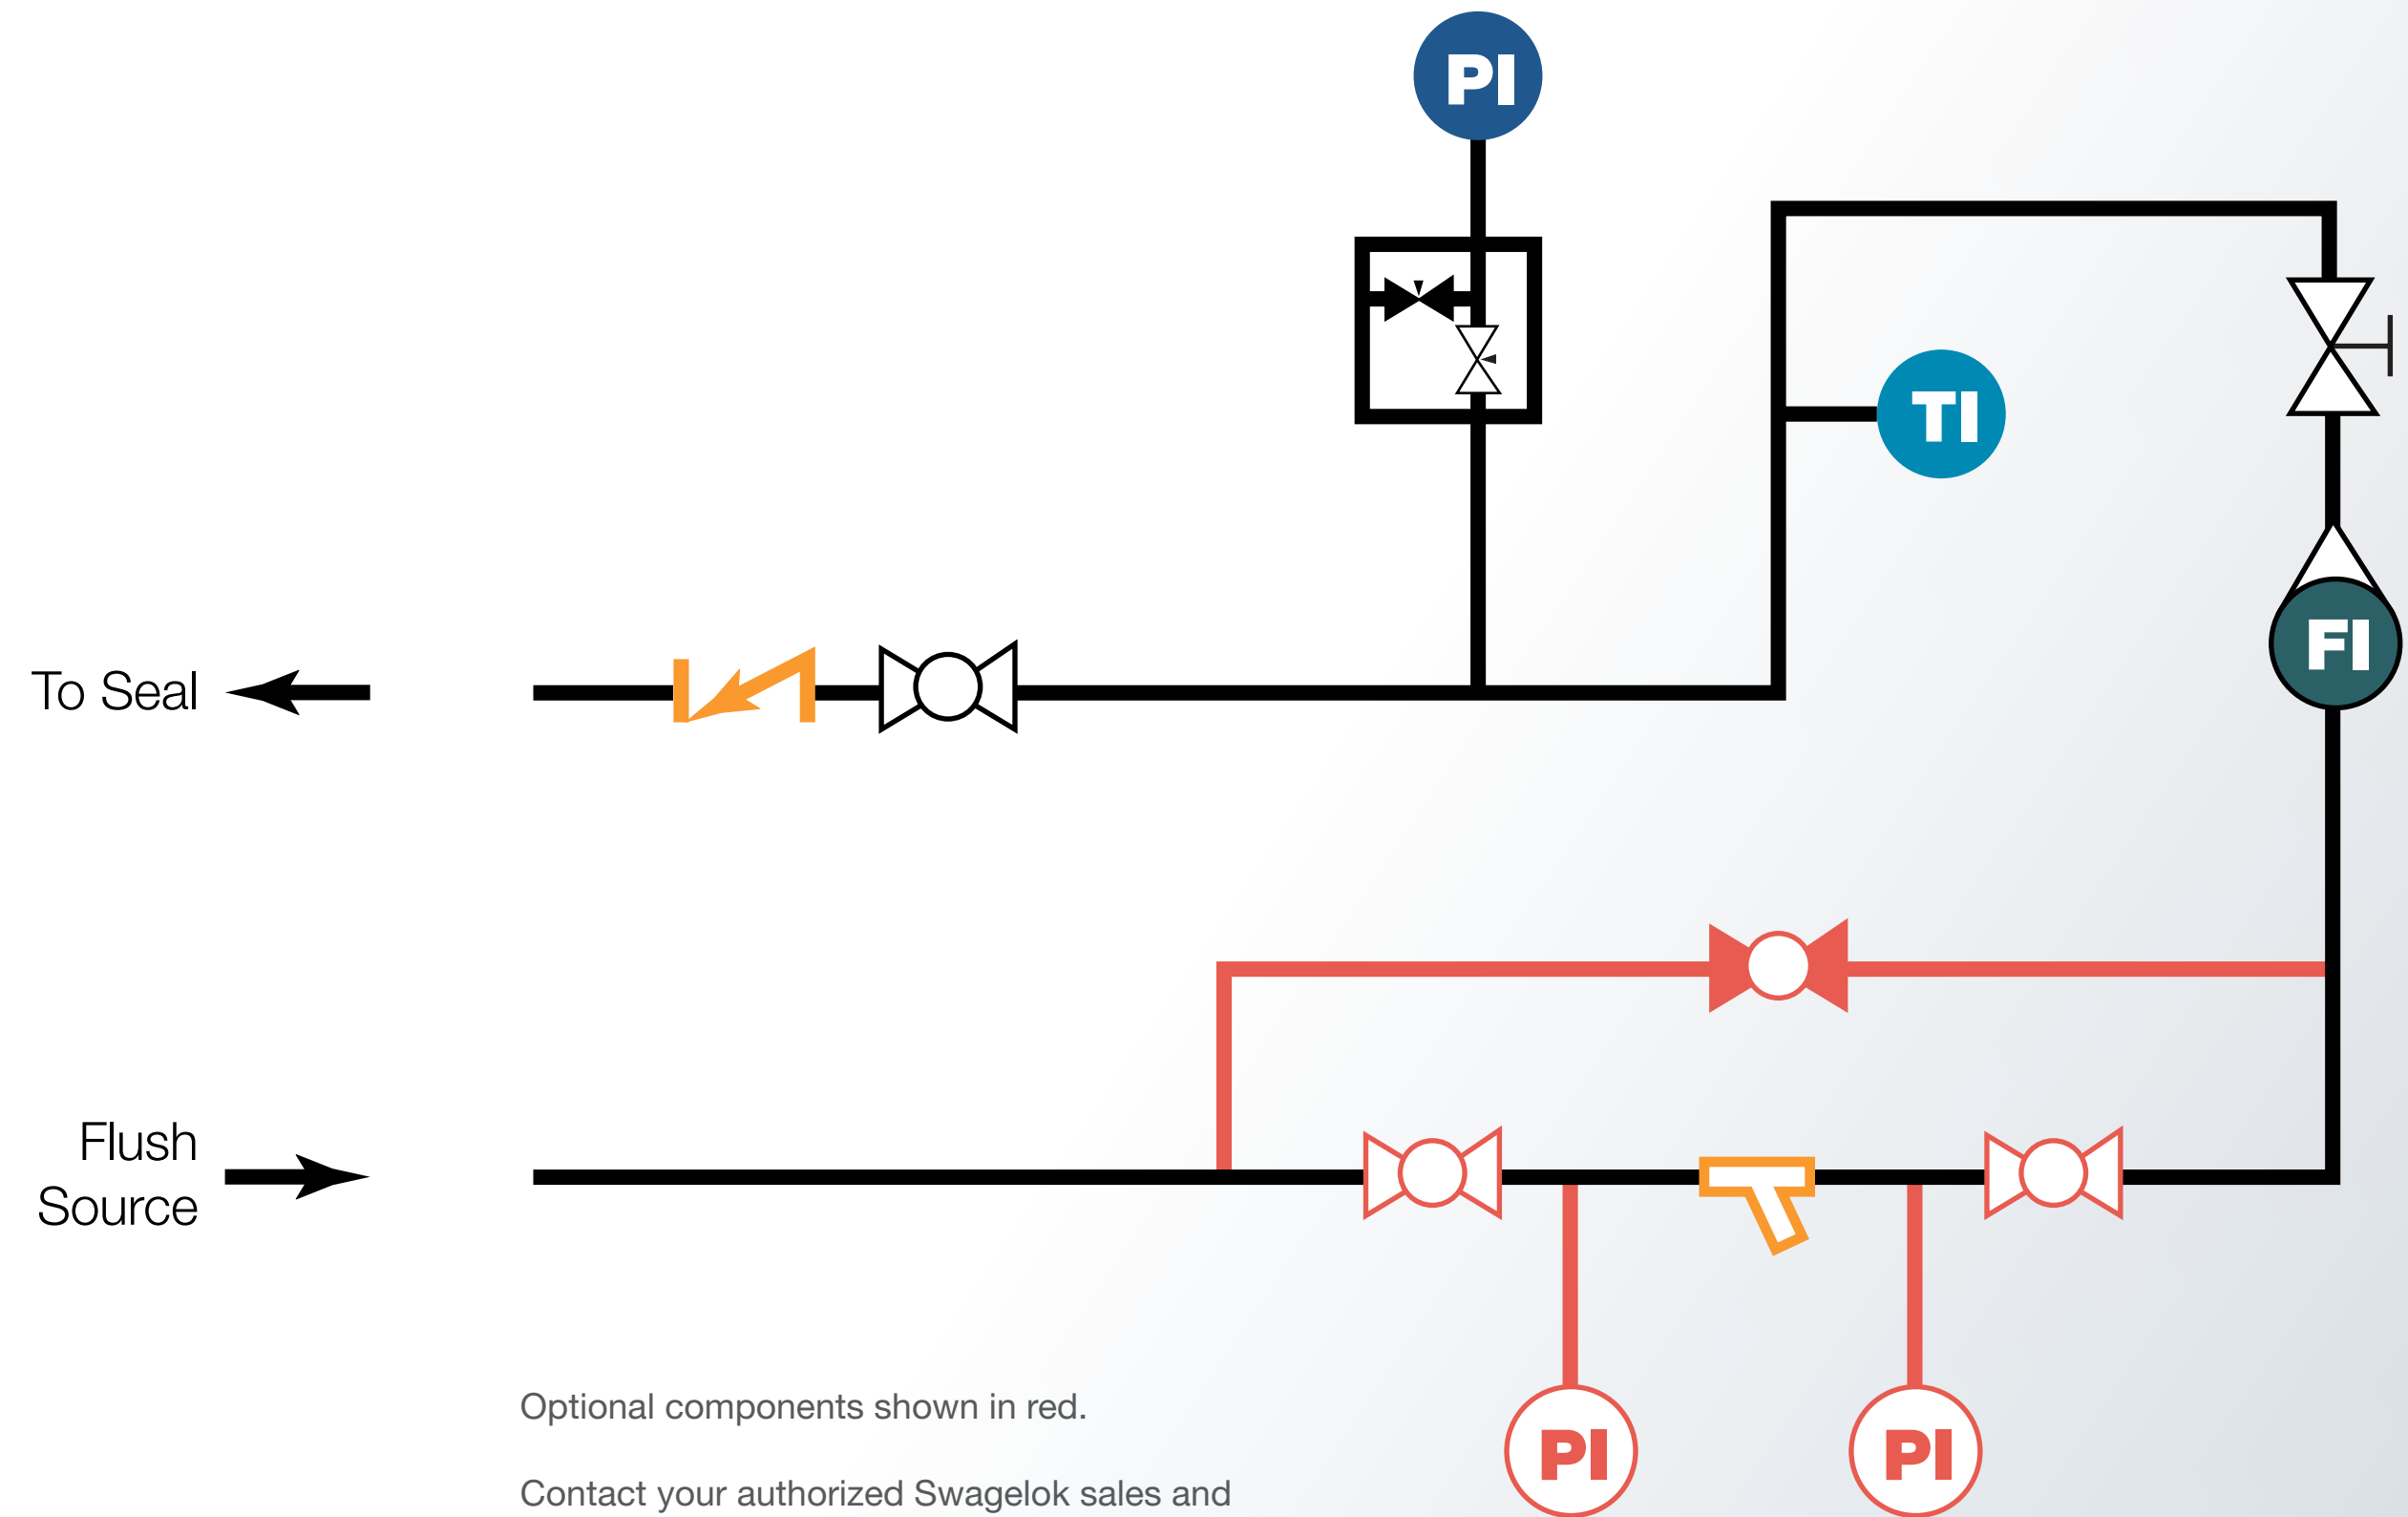 PI
TI
FI
To Seal
Flush
Source
PI
PI
Optional components shown in red.
Contact your authorized Swagelok sales and